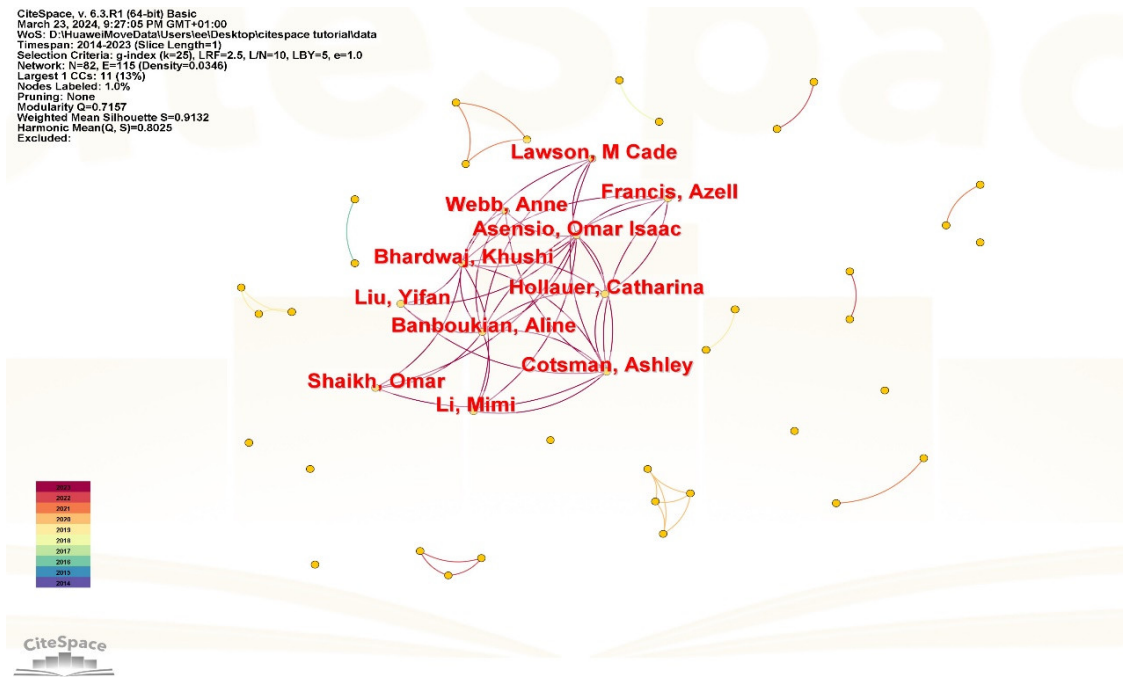 CiteSpace, v. 6.3.R1 (64-bit) Basic
March 23, 2024, 9:27:05 PM GMT+01:00
WoS: D:\HuaweiMoveData\Users\ee\Desktop\citespace tutorial\data
Timespan: 2014-2023 (Slice Length=1)
Selection Criteria: g-index (k=25), LRF=2.5, L/N=10, LBY=5, e=1.0
Network: N=82, E=115 (Density=0.0346)
Largest 1 CCs: 11 (13%)
Nodes Labeled: 1.0%
Pruning: None
Modularity Q=0.7157
Weighted Mean Silhouette S=0.9132
Harmonic Mean(Q, S)=0.8025
Excluded:
Lawson, M Cade
Francis, Azell
Webb, Anne
Asensio, Omar Isaac
Bhardwaj, Khushi
Hollauer, Catharina
Liu, Yifan
Banboukian, Aline
Cotsman, Ashley
Shaikh, Omar
Li, Mimi
2023
2022
2021
2020
2019
2018
2017
2016
2015
2014
CiteSpace